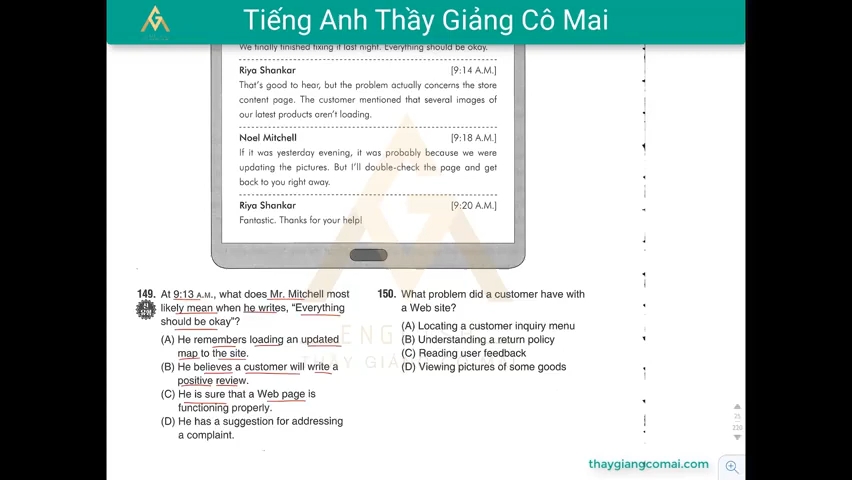 Tiếng Anh Thầy Giảng Cô Mai
We finally finished fixing it last night. Everything should be okay.
Riya Shankar [9:14 A.M.]
That's good to hear, but the problem actually concerns the store
content page. The customer mentioned that several images of
our latest products aren't loading.
Noel Mitchell [9:18 A.M.]
If it was yesterday evening, it was probably because we were
updating the pictures. But I'll double-check the page and get
back to you right away.
Riya Shankar [9:20 A.M.]
Fantastic. Thanks for your help!
149. At 9:13 A.M., what does Mr. Mitchell most
likely mean when he writes, "Everything
should be okay"?
(A) He remembers loading an updated
map to the site.
(B) He believes a customer will write a
positive review.
(C) He is sure that a Web page is
functioning properly.
(D) He has a suggestion for addressing
a complaint.
150. What problem did a customer have with
a Web site?
(A) Locating a customer inquiry menu
(B) Understanding a return policy
(C) Reading user feedback
(D) Viewing pictures of some goods
thaygiangcomai.com